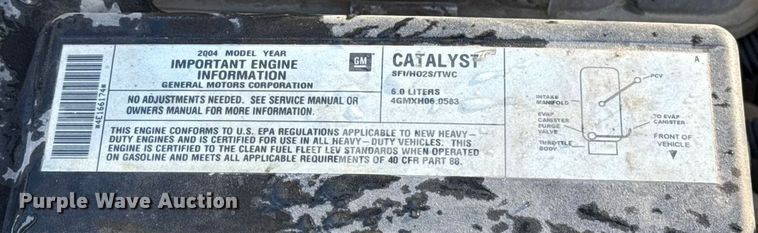 2004 MODEL YEAR
IMPORTANT ENGINE
INFORMATION
GENERAL MOTORS CORPORATION
GM
CATALYST
SFI/HO2S/TWC
6.0 LITERS
4GMXH06.0583
NO ADJUSTMENTS NEEDED. SEE SERVICE MANUAL OR
OWNERS MANUAL FOR MORE INFORMATION.
THIS ENGINE CONFORMS TO U.S. EPA REGULATIONS APPLICABLE TO NEW HEAVY-
DUTY ENGINES AND IS CERTIFIED FOR USE IN ALL HEAVY-DUTY VEHICLES. THIS
ENGINE IS CERTIFIED TO THE CLEAN FUEL FLEET LEV STANDARDS WHEN OPERATED
ON GASOLINE AND MEETS ALL APPLICABLE REQUIREMENTS OF 40 CFR PART 88.
A
PCV
INTAKE
MANIFOLD
EVAP
CANISTER
PURGE
VALVE
THROTTLE
BODY
TO EVAP
CANISTER
FRONT OF
VEHICLE
Purple Wave Auction